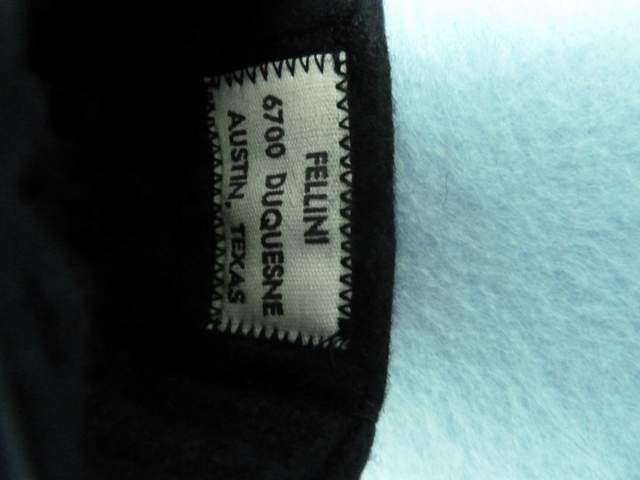 FELLINI
6700 DUQUESNE
AUSTIN, TEXAS